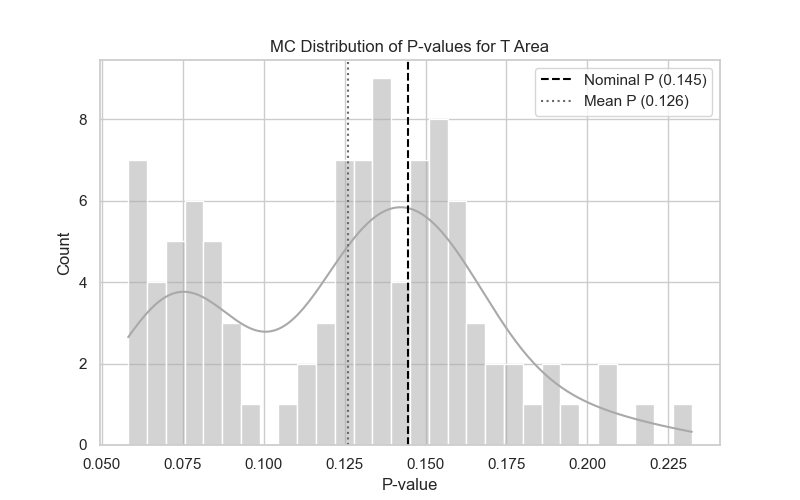 MC Distribution of P-values for T Area
Nominal P (0.145)
Mean P (0.126)
Count
8
6
4
2
0
0.050 0.075 0.100 0.125 0.150 0.175 0.200 0.225
P-value